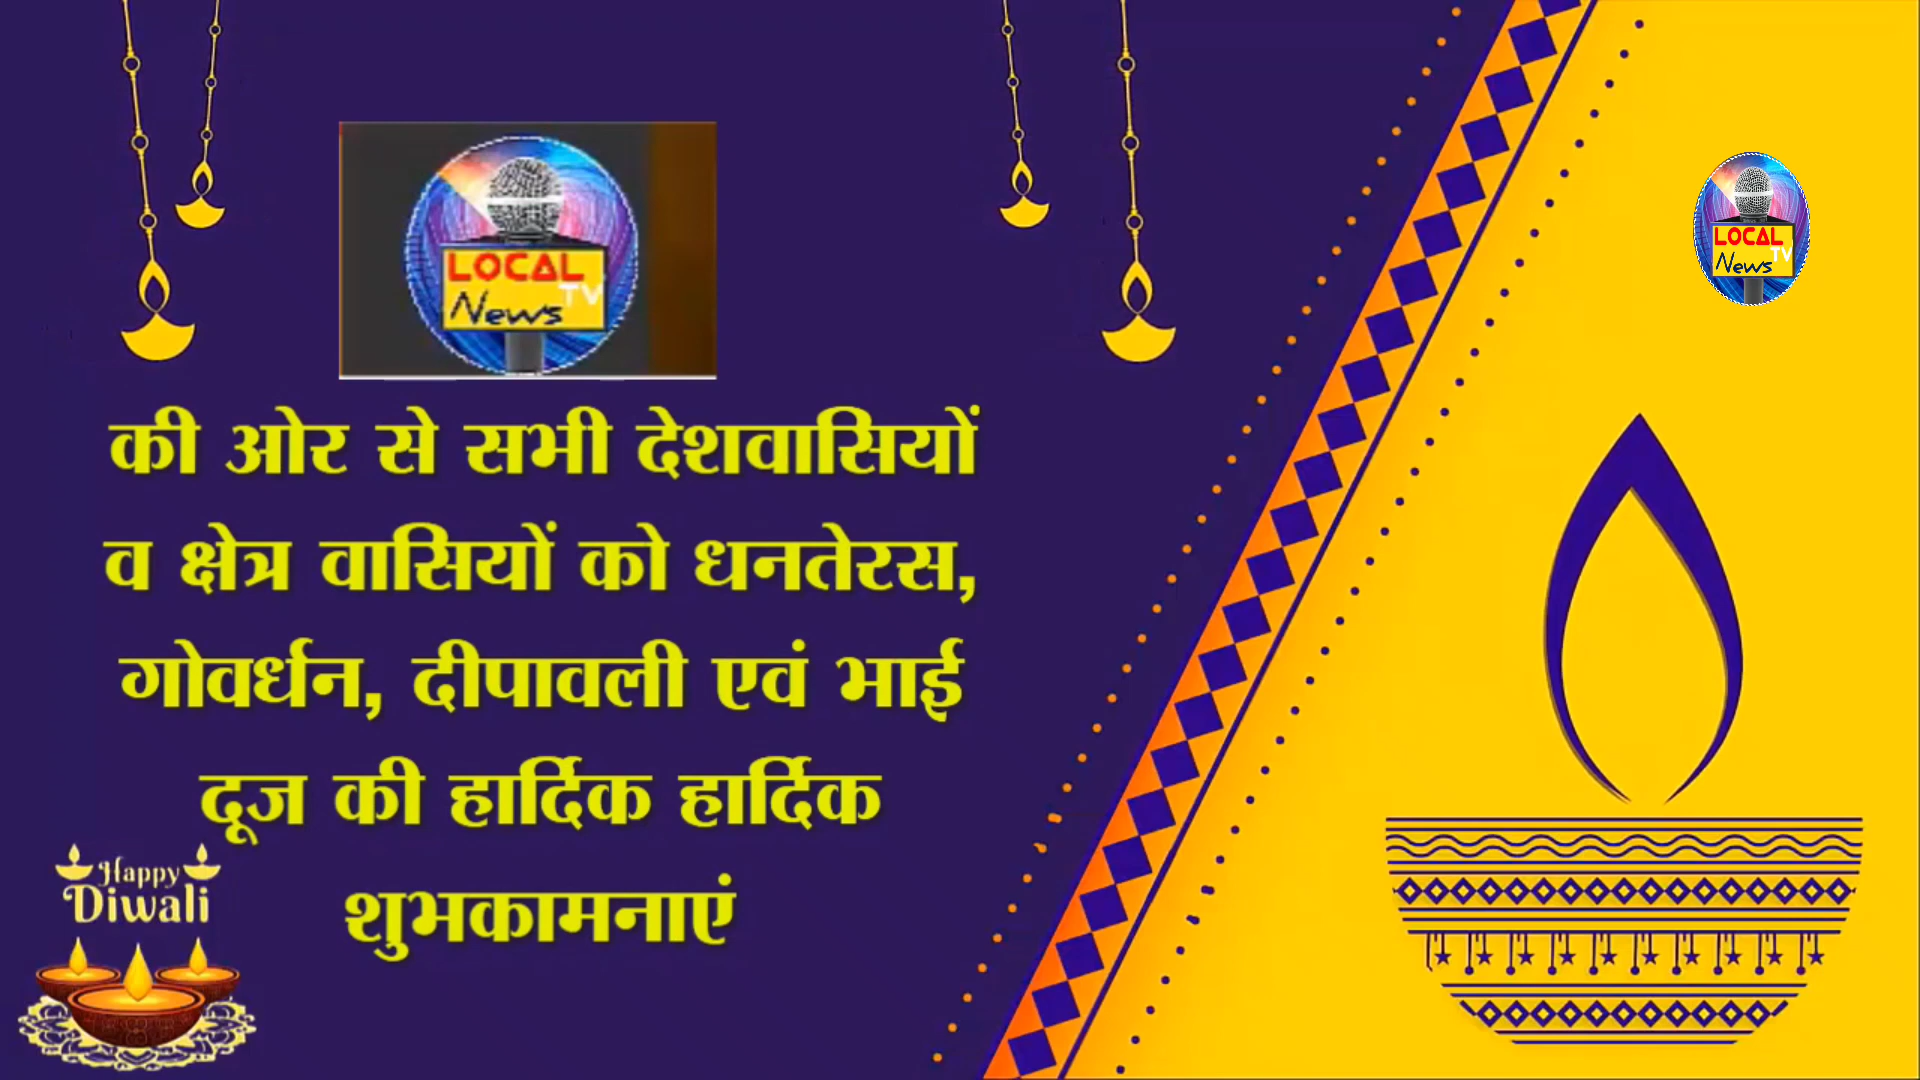 LOCAL
TV
News
LOCAL
TV
News
की ओर से सभी देशवासियों
व क्षेत्र वासियों को धनतेरस,
गोवर्धन, दीपावली एवं भाई
दूज की हार्दिक हार्दिक
शुभकामनाएं
Happy
Diwali